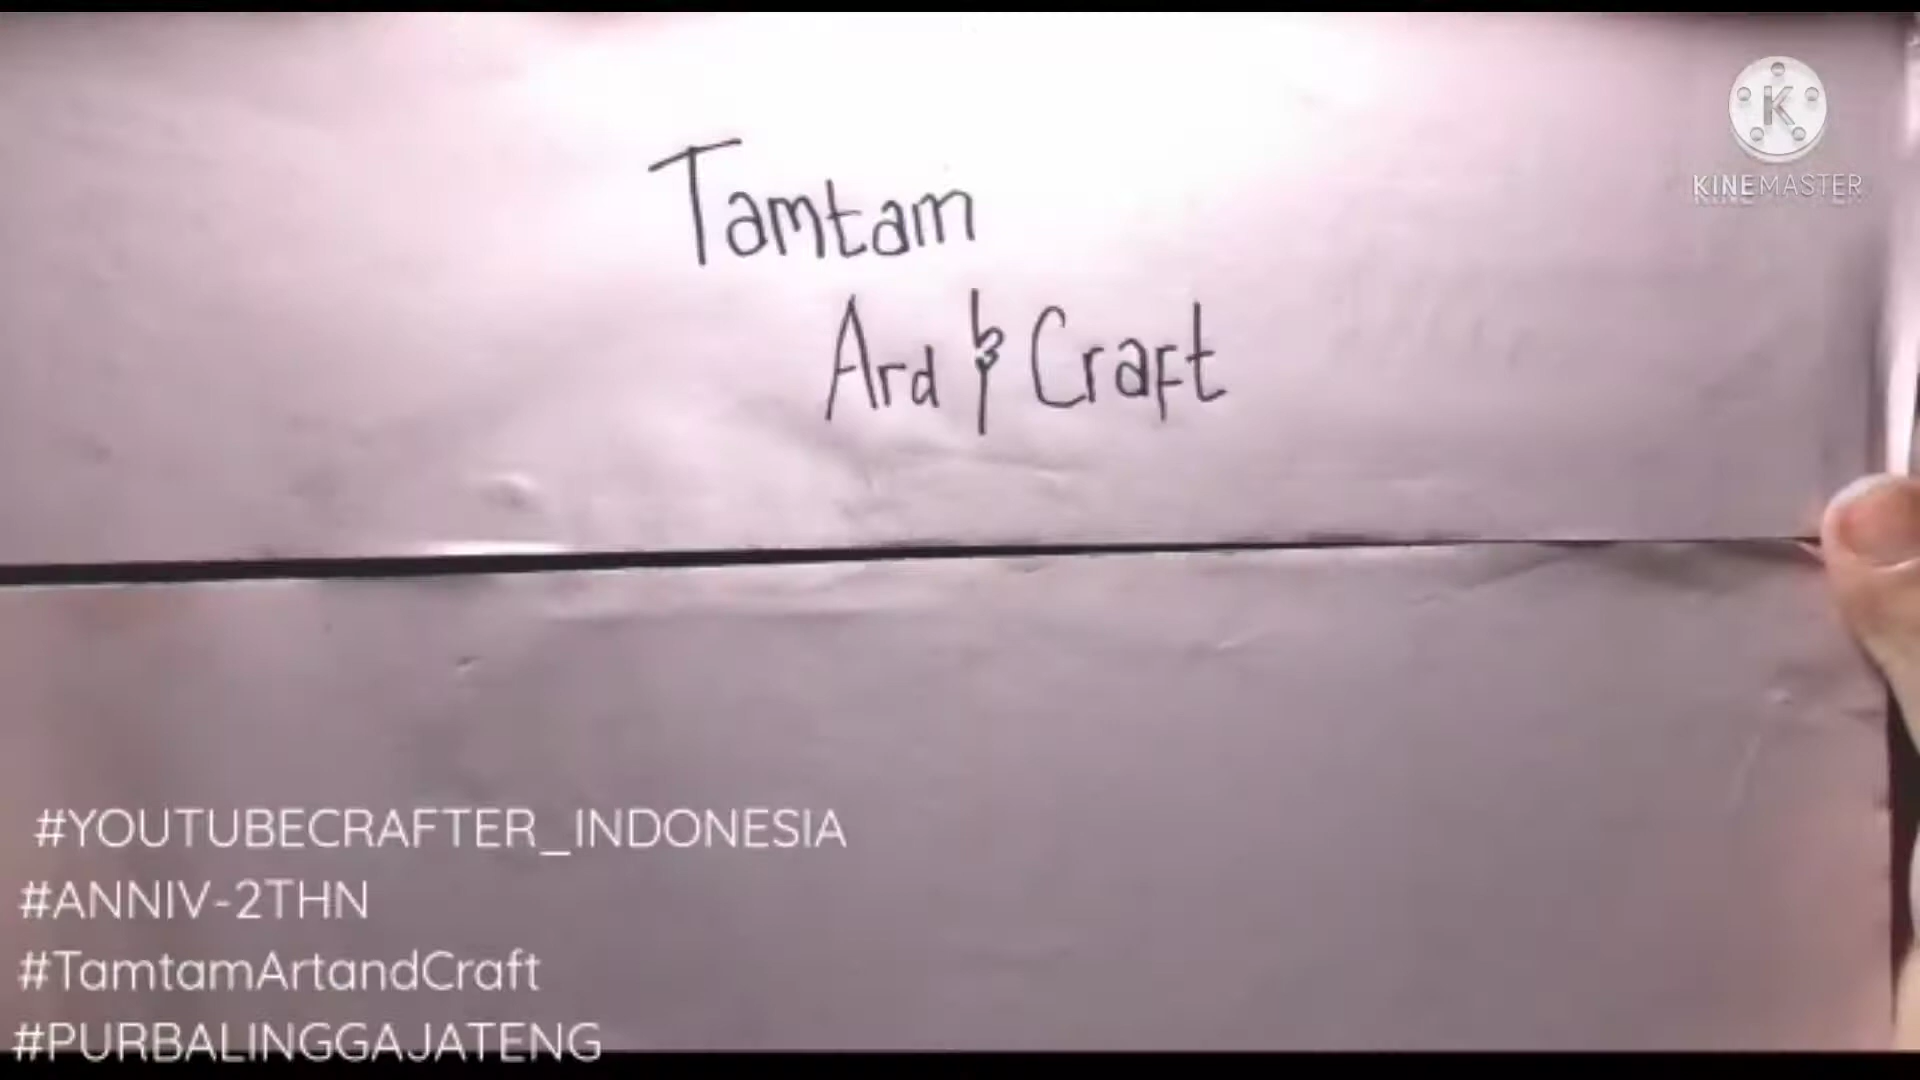 Tamtam
Ard & Craft
K
KINEMASTER
#YOUTUBECRAFTER_INDONESIA
#ANNIV-2THN
#TamtamArtandCraft
#PURBALINGGAJATENG